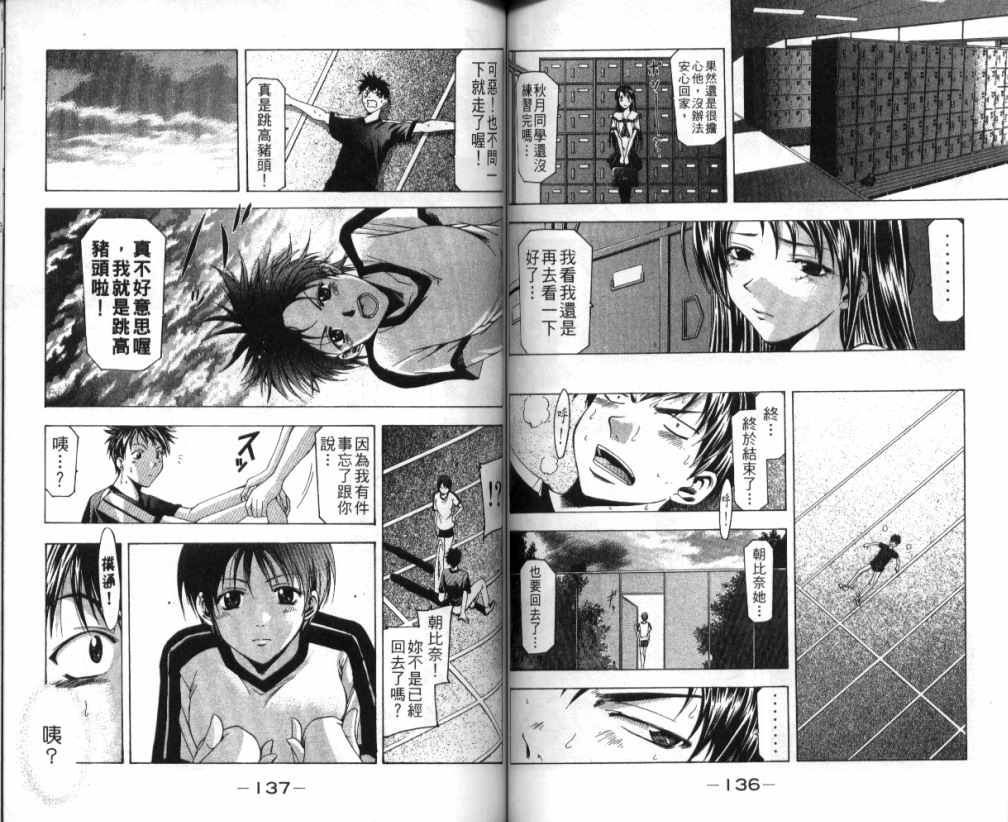 果然還是很擔
心他，沒辦法
安心回家，
ボ
秋月同學還沒
練習完嗎…
………
我看我還是
再去看一下
好了…
終…
終於結束了…
呼…
呼！
朝比奈她…
也要回去了…
………
－136－
可惡！也不問一
下就走了喔！
真是跳高豬頭！
真不好意思喔
，我就是跳高
豬頭啦！
!?
朝比奈！
妳不是已經
回去了嗎？
因為我有件
事忘了跟你
說…
スッ
咦…？
撲通！
咦？
－137－